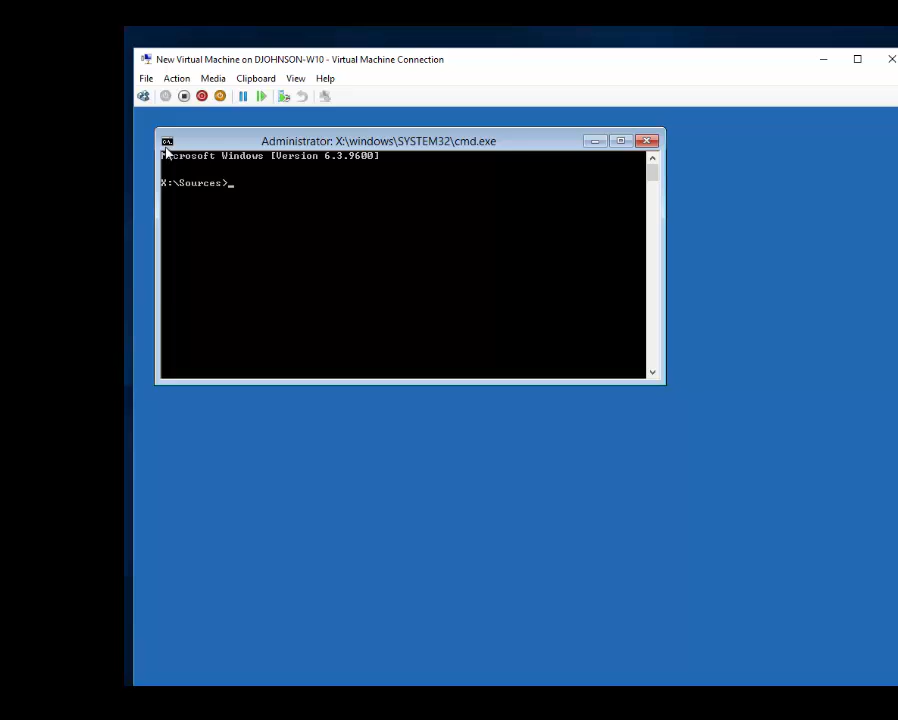 New Virtual Machine on DJOHNSON-W10 - Virtual Machine Connection
File Action Media Clipboard View Help
Administrator: X:\windows\SYSTEM32\cmd.exe
Microsoft Windows [Version 6.3.9600]
X:\Sources>_